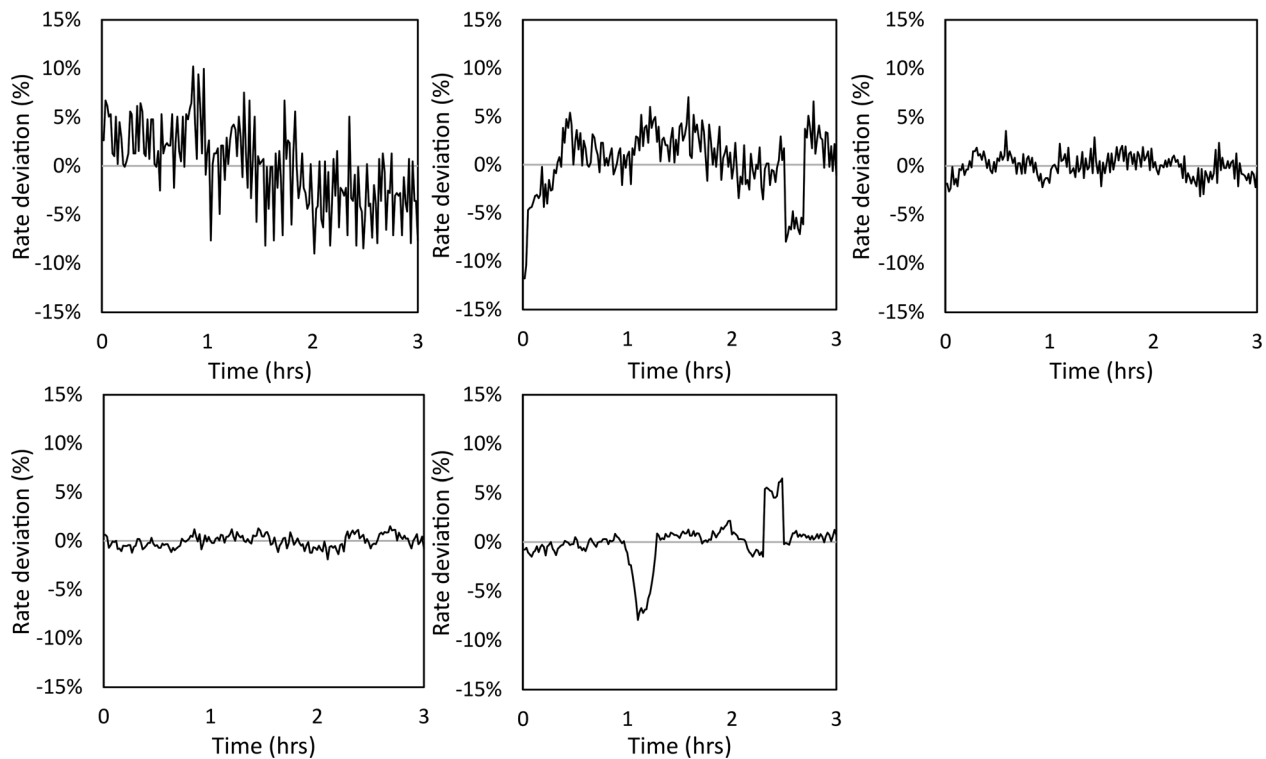 15%
10%
5%
0%
-5%
-10%
-15%
Rate deviation (%)
0 1 2 3
Time (hrs)
15%
10%
5%
0%
-5%
-10%
-15%
Rate deviation (%)
0 1 2 3
Time (hrs)
15%
10%
5%
0%
-5%
-10%
-15%
Rate deviation (%)
0 1 2 3
Time (hrs)
15%
10%
5%
0%
-5%
-10%
-15%
Rate deviation (%)
0 1 2 3
Time (hrs)
15%
10%
5%
0%
-5%
-10%
-15%
Rate deviation (%)
0 1 2 3
Time (hrs)